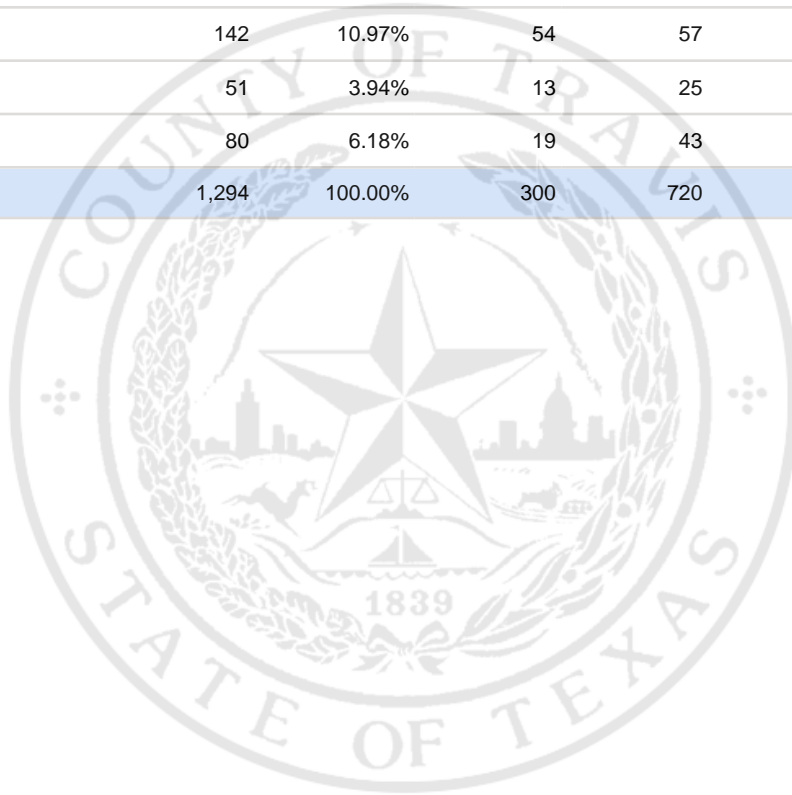 142 10.97% 54 57
51 3.94% 13 25
80 6.18% 19 43
1,294 100.00% 300 720
COUNTY OF TRAVIS
1839
STATE OF TEXAS